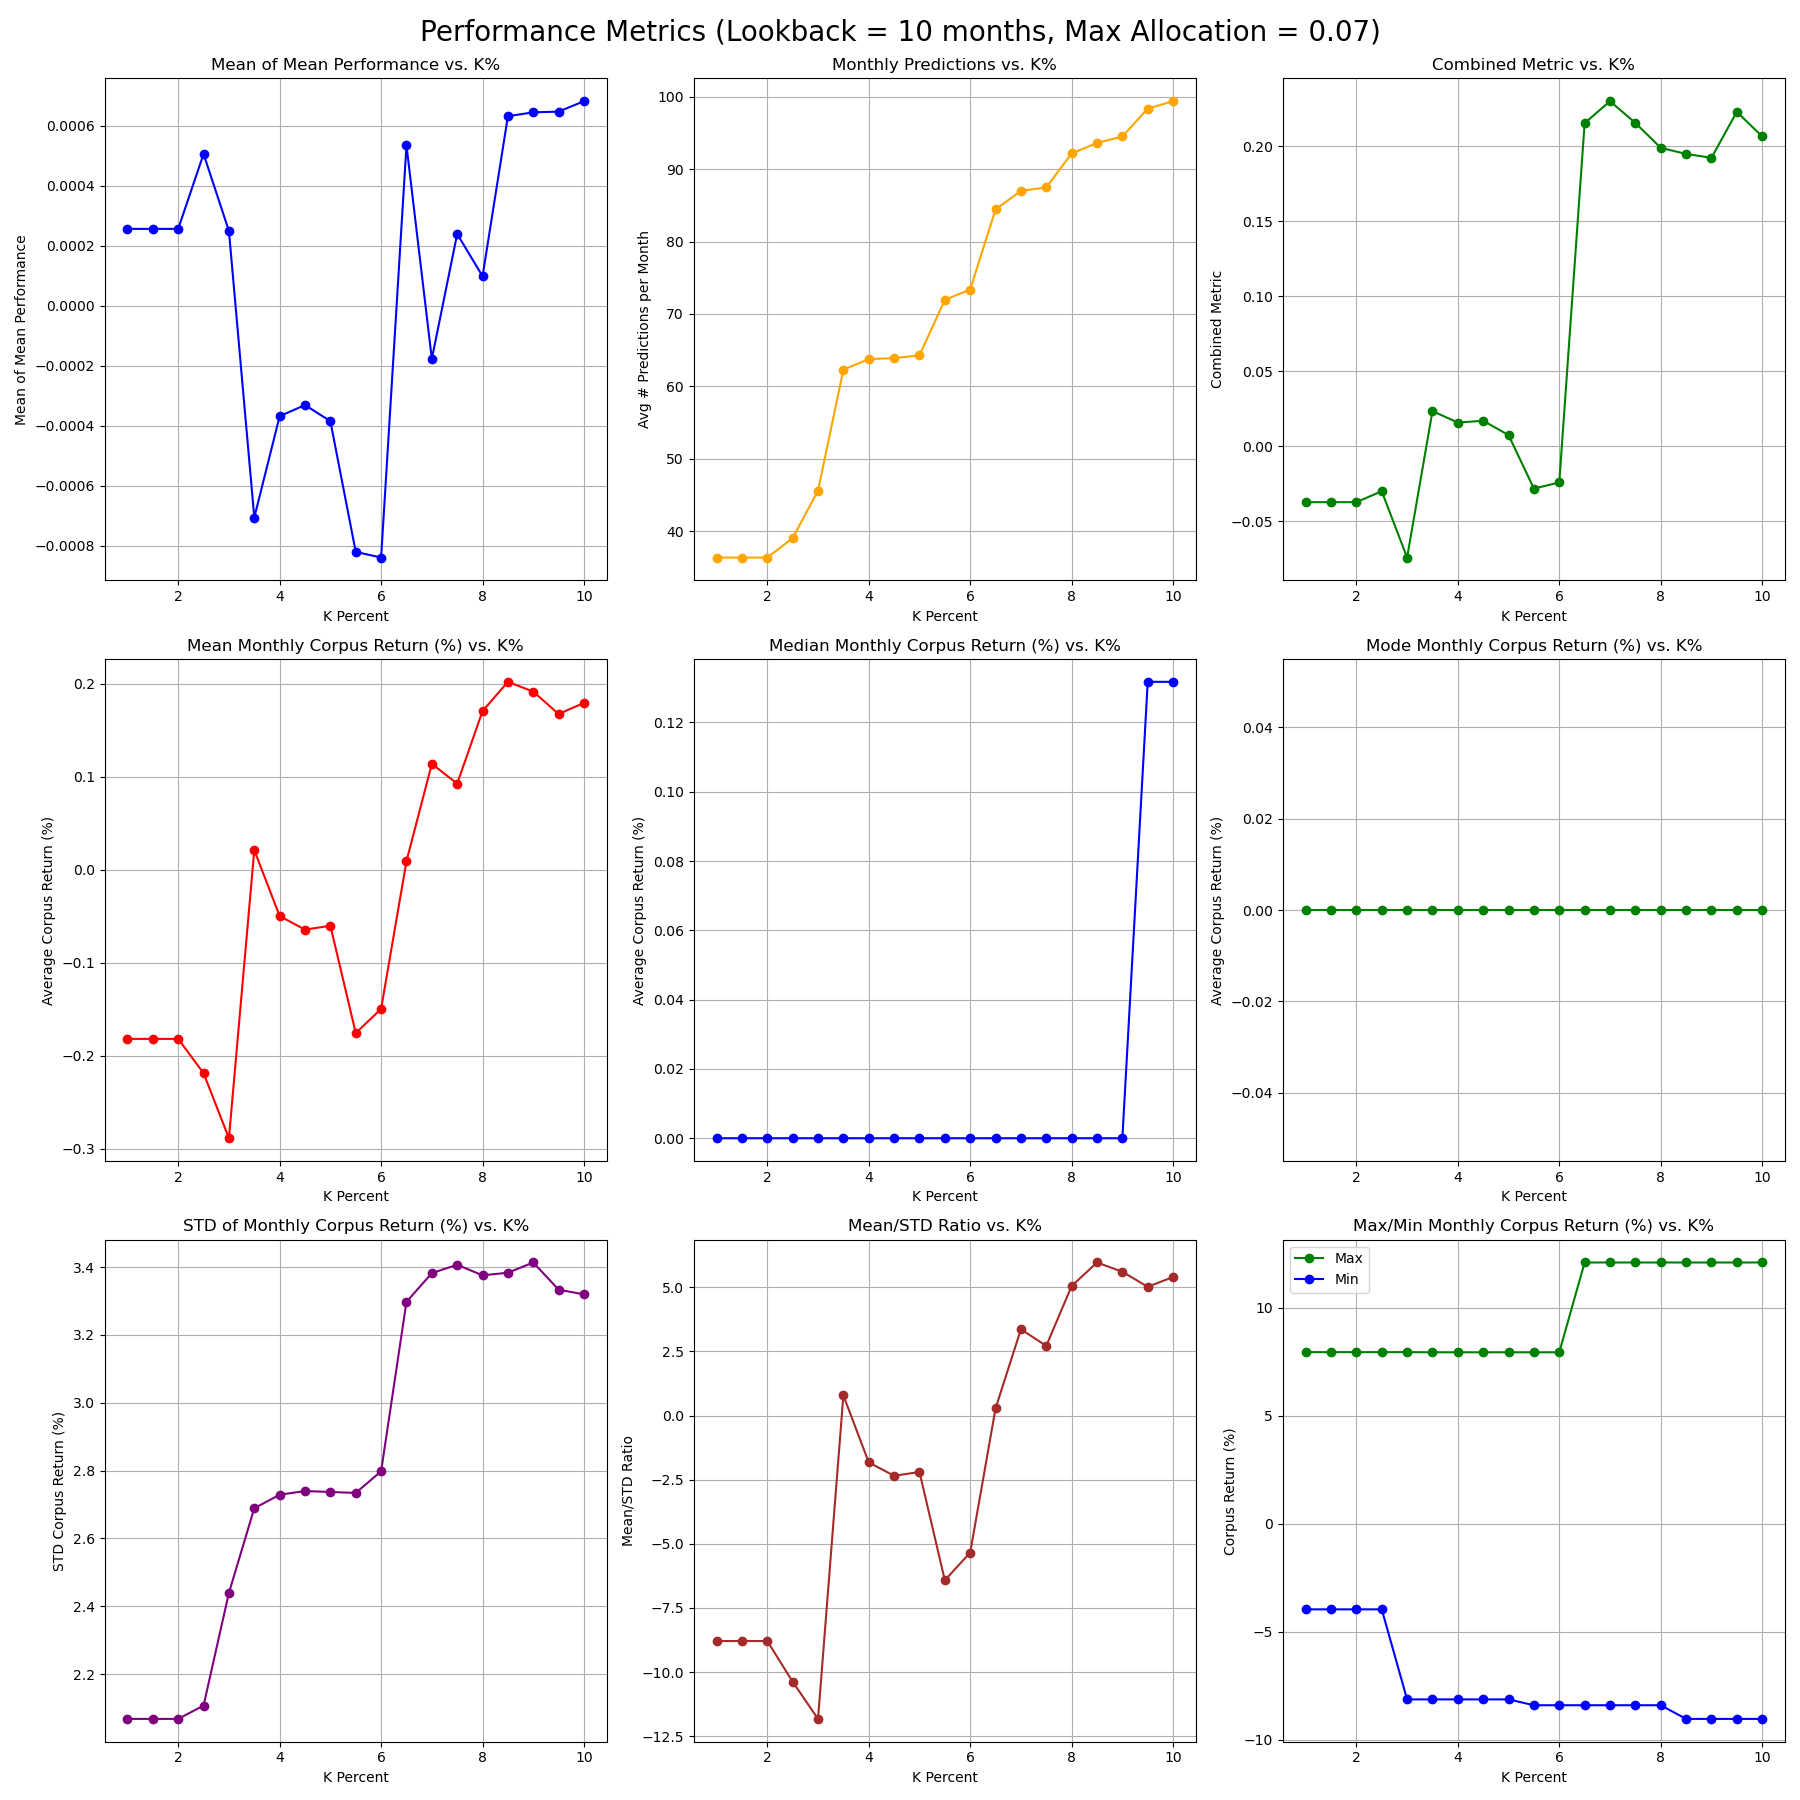 Performance Metrics (Lookback = 10 months, Max Allocation = 0.07)
Mean of Mean Performance vs. K%
Mean of Mean Performance
0.0006
0.0004
0.0002
0.0000
−0.0002
−0.0004
−0.0006
−0.0008
2 4 6 8 10
K Percent
Monthly Predictions vs. K%
Avg # Predictions per Month
100
90
80
70
60
50
40
2 4 6 8 10
K Percent
Combined Metric vs. K%
Combined Metric
0.20
0.15
0.10
0.05
0.00
−0.05
2 4 6 8 10
K Percent
Mean Monthly Corpus Return (%) vs. K%
Average Corpus Return (%)
0.2
0.1
0.0
−0.1
−0.2
−0.3
2 4 6 8 10
K Percent
Median Monthly Corpus Return (%) vs. K%
Average Corpus Return (%)
0.12
0.10
0.08
0.06
0.04
0.02
0.00
2 4 6 8 10
K Percent
Mode Monthly Corpus Return (%) vs. K%
Average Corpus Return (%)
0.04
0.02
0.00
−0.02
−0.04
2 4 6 8 10
K Percent
STD of Monthly Corpus Return (%) vs. K%
STD Corpus Return (%)
3.4
3.2
3.0
2.8
2.6
2.4
2.2
2 4 6 8 10
K Percent
Mean/STD Ratio vs. K%
Mean/STD Ratio
5.0
2.5
0.0
−2.5
−5.0
−7.5
−10.0
−12.5
2 4 6 8 10
K Percent
Max/Min Monthly Corpus Return (%) vs. K%
Max
Min
Corpus Return (%)
10
5
0
−5
−10
2 4 6 8 10
K Percent